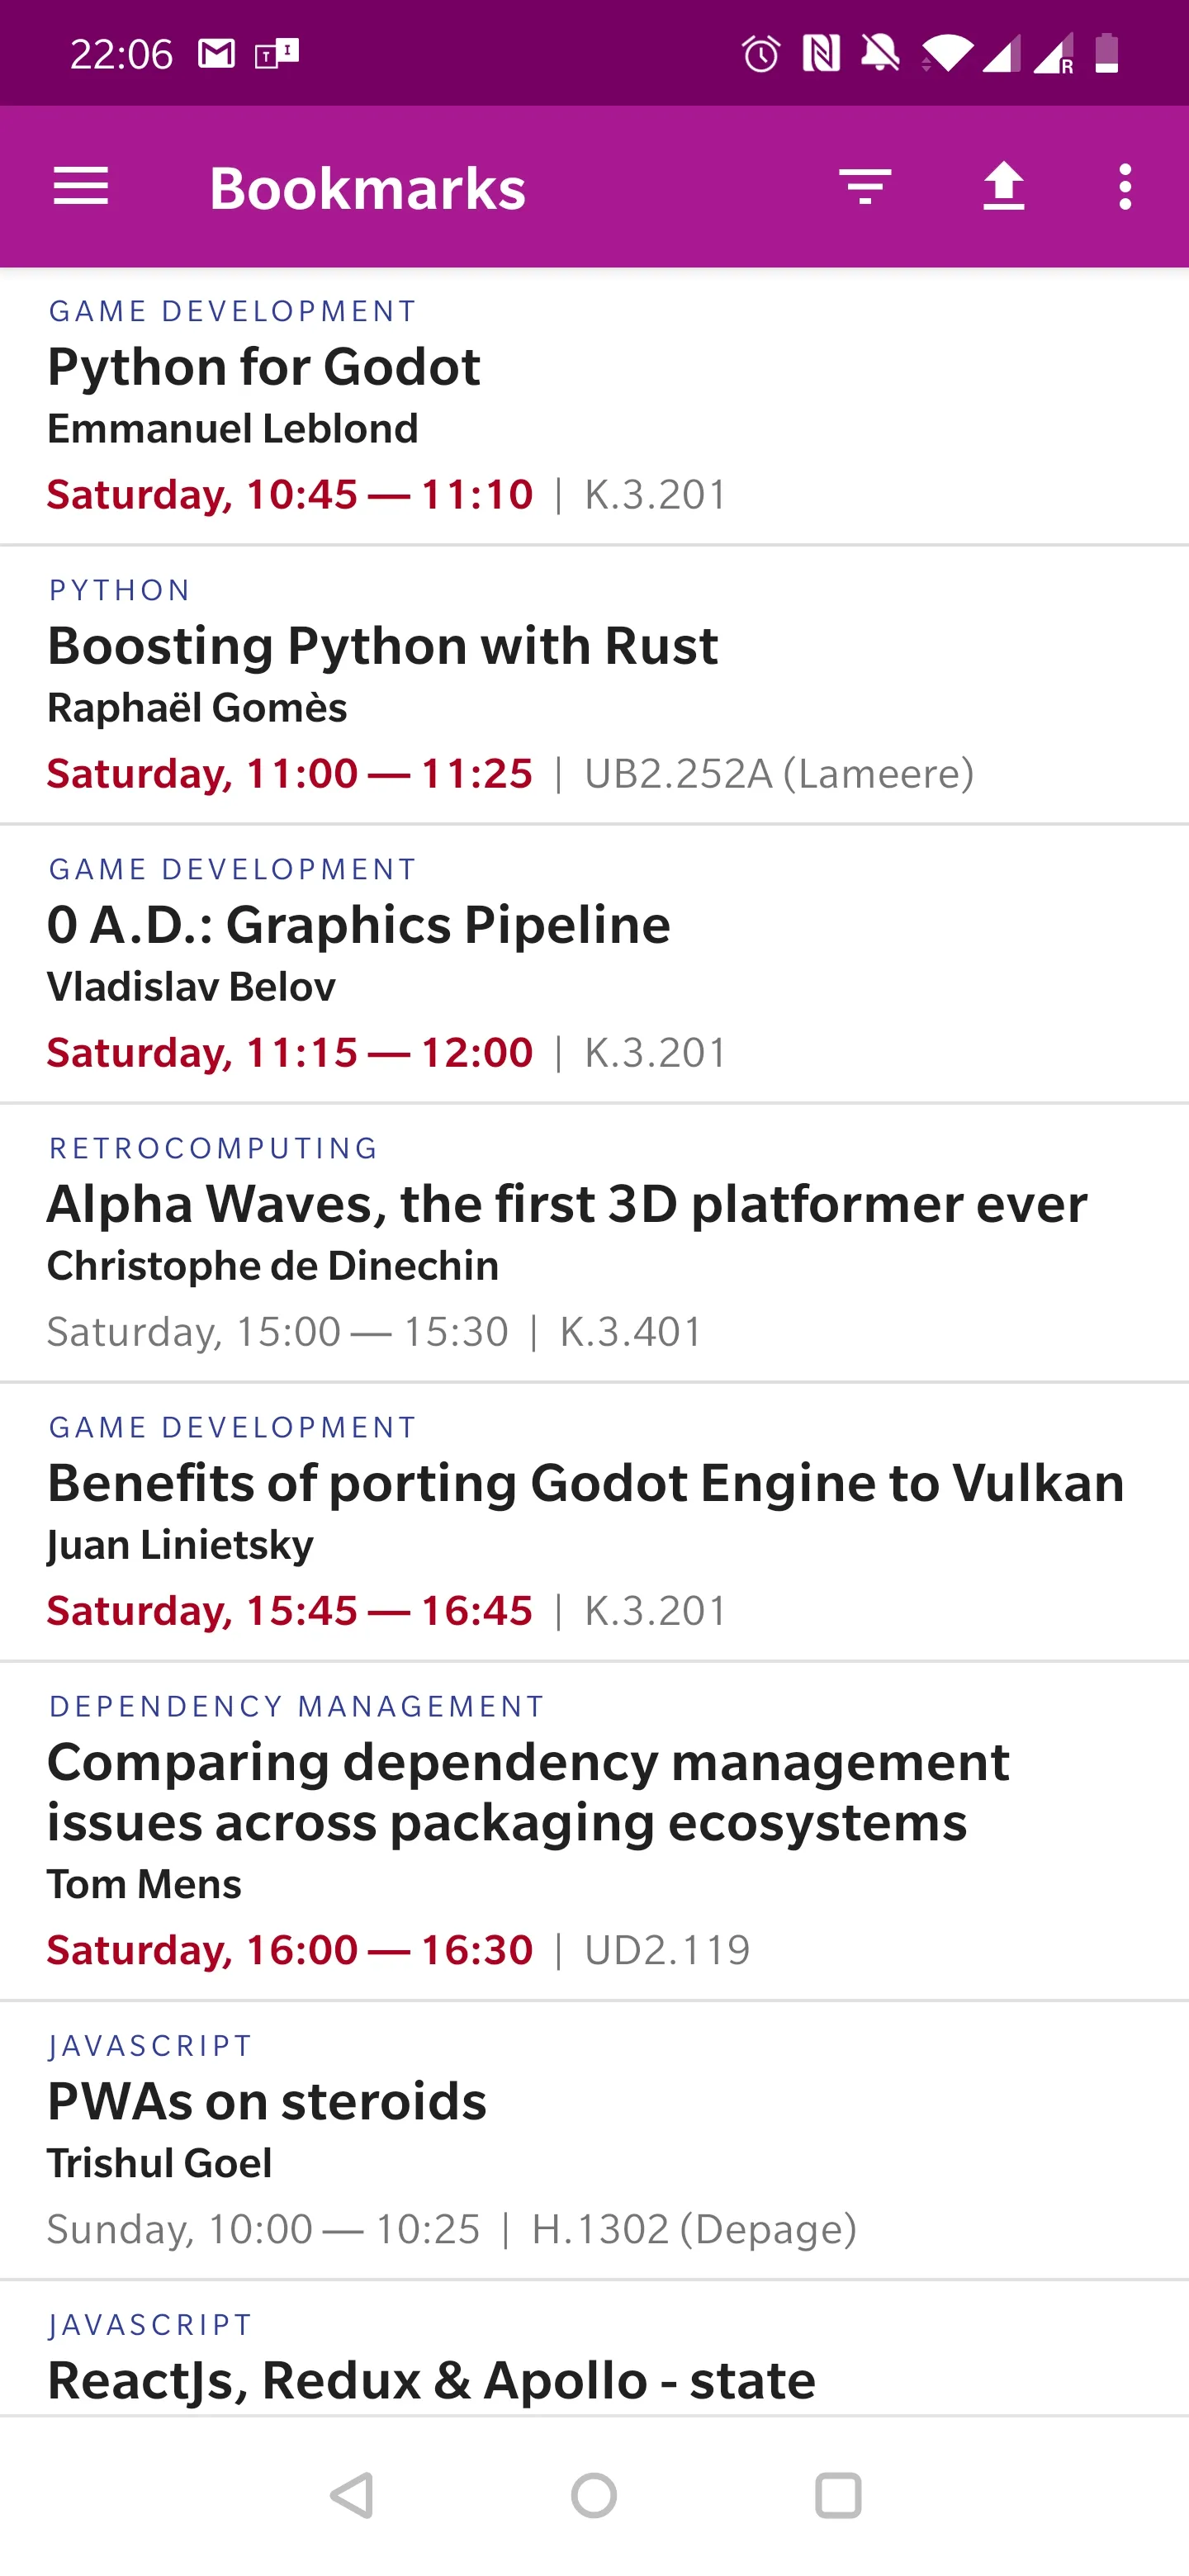 22:06
T I
R
Bookmarks
GAME DEVELOPMENT
Python for Godot
Emmanuel Leblond
Saturday, 10:45 — 11:10 | K.3.201
PYTHON
Boosting Python with Rust
Raphaël Gomès
Saturday, 11:00 — 11:25 | UB2.252A (Lameere)
GAME DEVELOPMENT
0 A.D.: Graphics Pipeline
Vladislav Belov
Saturday, 11:15 — 12:00 | K.3.201
RETROCOMPUTING
Alpha Waves, the first 3D platformer ever
Christophe de Dinechin
Saturday, 15:00 — 15:30 | K.3.401
GAME DEVELOPMENT
Benefits of porting Godot Engine to Vulkan
Juan Linietsky
Saturday, 15:45 — 16:45 | K.3.201
DEPENDENCY MANAGEMENT
Comparing dependency management
issues across packaging ecosystems
Tom Mens
Saturday, 16:00 — 16:30 | UD2.119
JAVASCRIPT
PWAs on steroids
Trishul Goel
Sunday, 10:00 — 10:25 | H.1302 (Depage)
JAVASCRIPT
ReactJs, Redux & Apollo - state